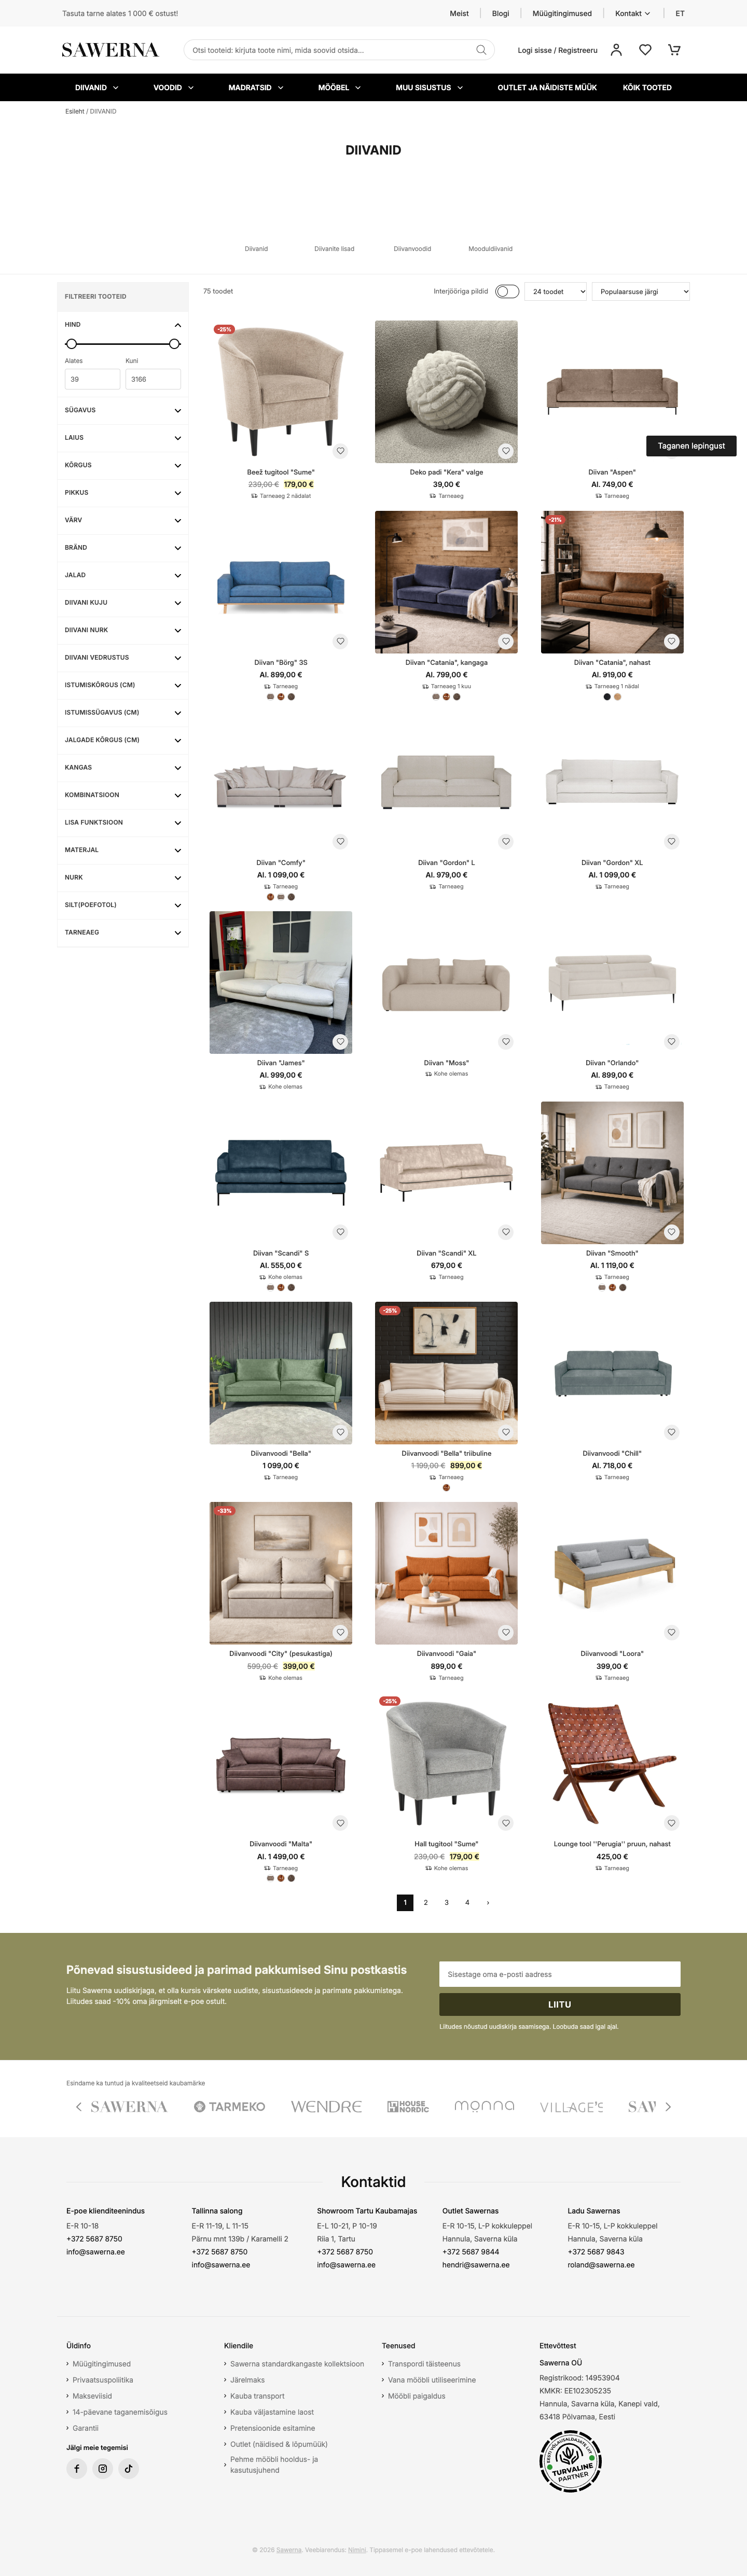 Tasuta tarne alates 1 000 € ostust!
Meist
Blogi
Müügitingimused
Kontakt
ET
SAWERNA
Otsi tooteid: kirjuta toote nimi, mida soovid otsida...
Logi sisse / Registreeru
DIIVANID
VOODID
MADRATSID
MÖÖBEL
MUU SISUSTUS
OUTLET JA NÄIDISTE MÜÜK
KÕIK TOOTED
Esileht / DIIVANID
DIIVANID
Diivanid
Diivanite lisad
Diivanvoodid
Mooduldiivanid
FILTREERI TOOTEID
HIND
Alates
Kuni
39
3166
SÜGAVUS
LAIUS
KÕRGUS
PIKKUS
VÄRV
BRÄND
JALAD
DIIVANI KUJU
DIIVANI NURK
DIIVANI VEDRUSTUS
ISTUMISKÕRGUS (CM)
ISTUMISSÜGAVUS (CM)
JALGADE KÕRGUS (CM)
KANGAS
KOMBINATSIOON
LISA FUNKTSIOON
MATERJAL
NURK
SILT(POEFOTOL)
TARNEAEG
75 toodet
Interjööriga pildid
24 toodet
Populaarsuse järgi
-25%
Beež tugitool "Sume"
239,00 € 179,00 €
Tarneaeg 2 nädalat
Deko padi "Kera" valge
39,00 €
Tarneaeg
Diivan "Aspen"
Al. 749,00 €
Tarneaeg
Taganen lepingust
Diivan "Börg" 3S
Al. 899,00 €
Tarneaeg
Diivan "Catania", kangaga
Al. 799,00 €
Tarneaeg 1 kuu
-21%
Diivan "Catania", nahast
Al. 919,00 €
Tarneaeg 1 nädal
Diivan "Comfy"
Al. 1 099,00 €
Tarneaeg
Diivan "Gordon" L
Al. 979,00 €
Tarneaeg
Diivan "Gordon" XL
Al. 1 099,00 €
Tarneaeg
Diivan "James"
Al. 999,00 €
Kohe olemas
Diivan "Moss"
Kohe olemas
Diivan "Orlando"
Al. 899,00 €
Tarneaeg
Diivan "Scandi" S
Al. 555,00 €
Kohe olemas
Diivan "Scandi" XL
679,00 €
Tarneaeg
Diivan "Smooth"
Al. 1 119,00 €
Tarneaeg
Diivanvoodi "Bella"
1 099,00 €
Tarneaeg
-25%
Diivanvoodi "Bella" triibuline
1 199,00 € 899,00 €
Tarneaeg
Diivanvoodi "Chill"
Al. 718,00 €
Tarneaeg
-33%
Diivanvoodi "City" (pesukastiga)
599,00 € 399,00 €
Kohe olemas
Diivanvoodi "Gaia"
899,00 €
Tarneaeg
Diivanvoodi "Loora"
399,00 €
Tarneaeg
Diivanvoodi "Malta"
Al. 1 499,00 €
Tarneaeg
-25%
Hall tugitool "Sume"
239,00 € 179,00 €
Kohe olemas
Lounge tool ''Perugia'' pruun, nahast
425,00 €
Tarneaeg
1 2 3 4 ›
Põnevad sisustusideed ja parimad pakkumised Sinu postkastis
Liitu Sawerna uudiskirjaga, et olla kursis värskete uudiste, sisustusideede ja parimate pakkumistega.
Liitudes saad -10% oma järgmiselt e-poe ostult.
Sisestage oma e-posti aadress
LIITU
Liitudes nõustud uudiskirja saamisega. Loobuda saad igal ajal.
Esindame ka tuntud ja kvaliteetseid kaubamärke
SAWERNA
TARMEKO
WENDRE
HOUSE NORDIC
monna
VILLAGE'S
SAW
Kontaktid
E-poe klienditeenindus
E-R 10-18
+372 5687 8750
info@sawerna.ee
Tallinna salong
E-R 11-19, L 11-15
Pärnu mnt 139b / Karamelli 2
+372 5687 8750
info@sawerna.ee
Showroom Tartu Kaubamajas
E-L 10-21, P 10-19
Riia 1, Tartu
+372 5687 8750
info@sawerna.ee
Outlet Sawernas
E-R 10-15, L-P kokkuleppel
Hannula, Saverna küla
+372 5687 9844
hendri@sawerna.ee
Ladu Sawernas
E-R 10-15, L-P kokkuleppel
Hannula, Saverna küla
+372 5687 9843
roland@sawerna.ee
Üldinfo
Müügitingimused
Privaatsuspoliitika
Makseviisid
14-päevane taganemisõigus
Garantii
Jälgi meie tegemisi
Kliendile
Sawerna standardkangaste kollektsioon
Järelmaks
Kauba transport
Kauba väljastamine laost
Pretensioonide esitamine
Outlet (näidised & lõpumüük)
Pehme mööbli hooldus- ja
kasutusjuhend
Teenused
Transpordi täisteenus
Vana mööbli utiliseerimine
Mööbli paigaldus
Ettevõttest
Sawerna OÜ
Registrikood: 14953904
KMKR: EE102305235
Hannula, Savarna küla, Kanepi vald,
63418 Põlvamaa, Eesti
TURVALINE
PARTNER
© 2026 Sawerna. Veebilarendus: Nimini. Tippasemel e-poe lahendused ettevõtetele.